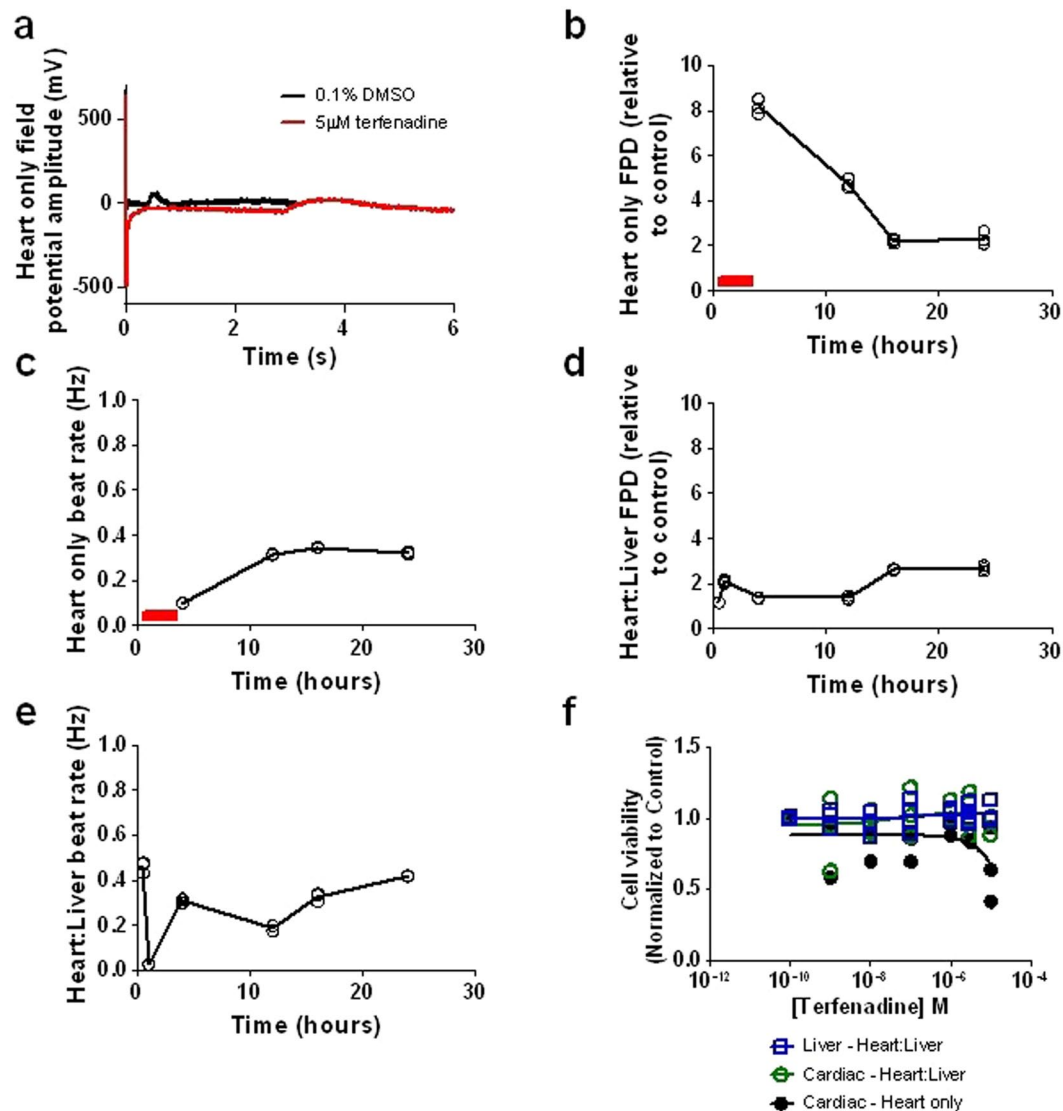 a
Heart only field
potential amplitude (mV)
500
0
-500
0.1% DMSO
5µM terfenadine
0 2 4 6
Time (s)
b
Heart only FPD (relative
to control)
10
8
6
4
2
0
0 10 20 30
Time (hours)
c
Heart only beat rate (Hz)
1.0
0.8
0.6
0.4
0.2
0.0
0 10 20 30
Time (hours)
d
Heart:Liver FPD (relative
to control)
10
8
6
4
2
0
0 10 20 30
Time (hours)
e
Heart:Liver beat rate (Hz)
1.0
0.8
0.6
0.4
0.2
0.0
0 10 20 30
Time (hours)
f
Cell viability
(Normalized to Control)
1.5
1.0
0.5
0.0
10⁻¹² 10⁻¹⁰ 10⁻⁸ 10⁻⁶ 10⁻⁴
[Terfenadine] M
Liver - Heart:Liver
Cardiac - Heart:Liver
Cardiac - Heart only